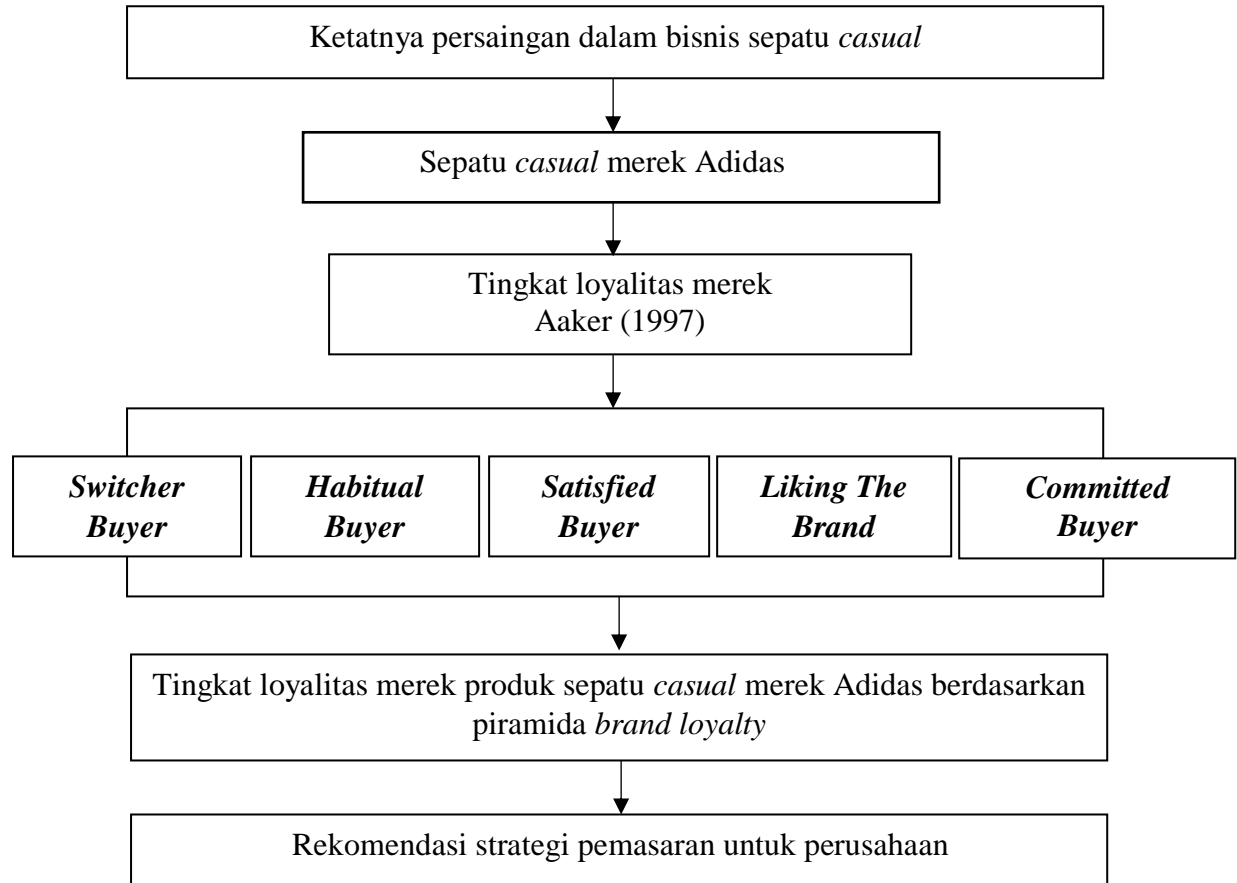 Ketatnya persaingan dalam bisnis sepatu casual
Sepatu casual merek Adidas
Tingkat loyalitas merek
Aaker (1997)
Switcher
Buyer
Habitual
Buyer
Satisfied
Buyer
Liking The
Brand
Committed
Buyer
Tingkat loyalitas merek produk sepatu casual merek Adidas berdasarkan
piramida brand loyalty
Rekomendasi strategi pemasaran untuk perusahaan